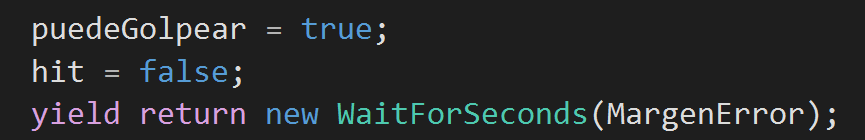 puedeGolpear = true;
hit = false;
yield return new WaitForSeconds(MargenError);